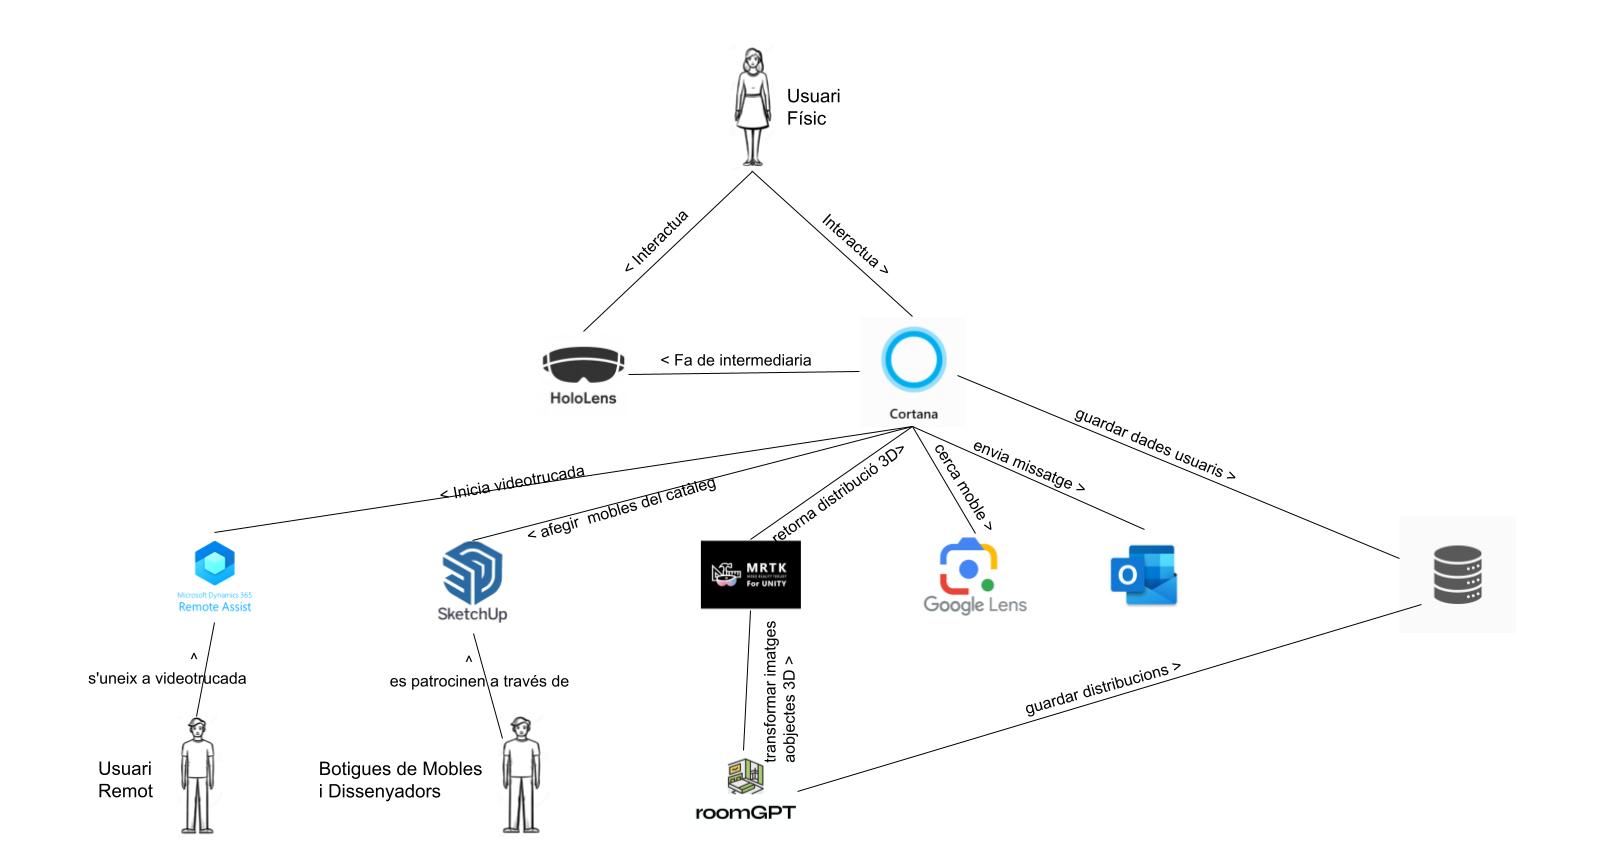 Usuari
Físic
< Interactua
Interactua >
HoloLens
< Fa de intermediaria
Cortana
guardar dades usuaris >
< Inicia videotrucada
< afegir  mobles del catàleg
retorna distribució 3D>
cerca moble >
envia missatge >
Microsoft Dynamics 365
Remote Assist
SketchUp
MRTK
MIXED REALITY TOOLKIT
For UNITY
Google Lens
O
^
s'uneix a videotrucada
^
es patrocinen a través de
transformar imatges
aobjectes 3D >
guardar distribucions >
Usuari
Remot
Botigues de Mobles
i Dissenyadors
roomGPT